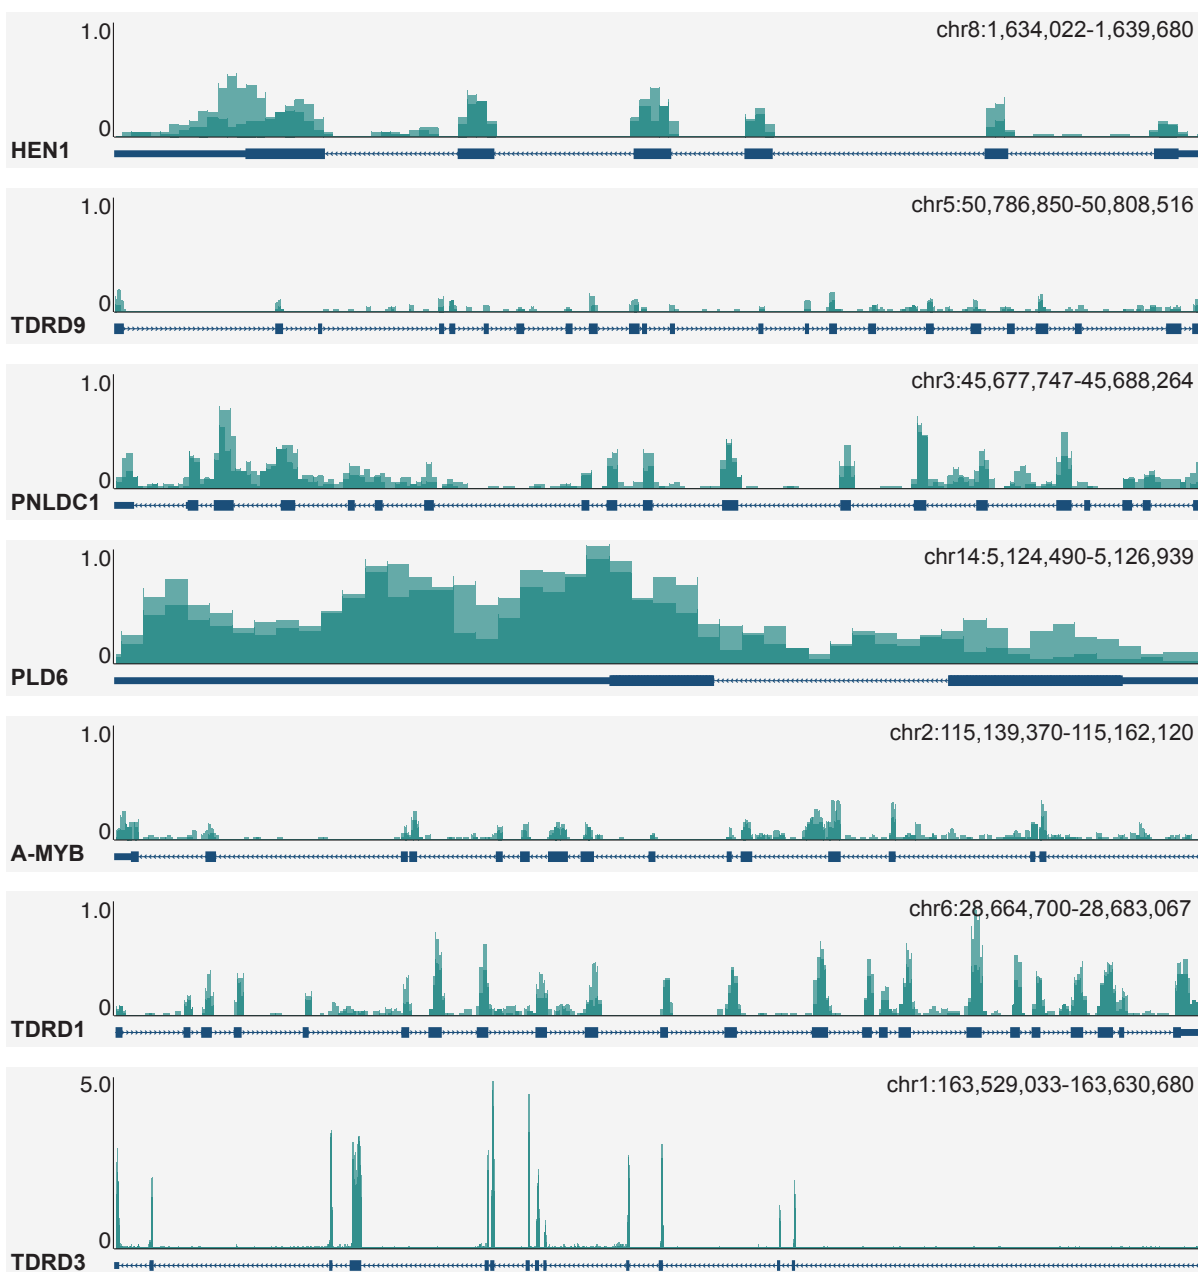 1.0 chr8:1,634,022-1,639,680
0
HEN1
1.0 chr5:50,786,850-50,808,516
0
TDRD9
1.0 chr3:45,677,747-45,688,264
0
PNLDC1
1.0 chr14:5,124,490-5,126,939
0
PLD6
1.0 chr2:115,139,370-115,162,120
0
A-MYB
1.0 chr6:28,664,700-28,683,067
0
TDRD1
5.0 chr1:163,529,033-163,630,680
0
TDRD3